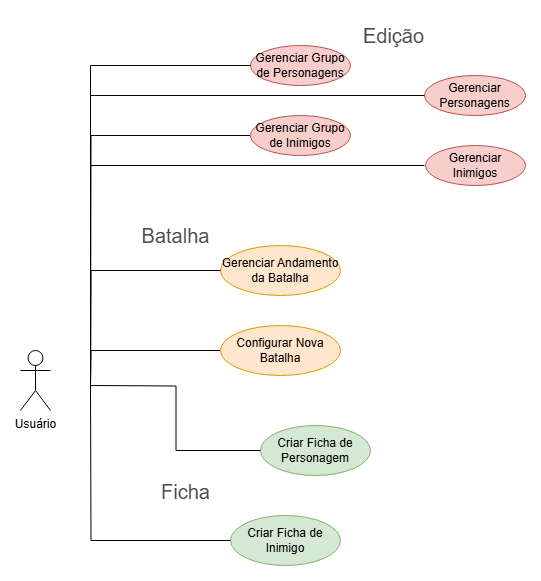 Edição
Gerenciar Grupo
de Personagens
Gerenciar
Personagens
Gerenciar Grupo
de Inimigos
Gerenciar
Inimigos
Batalha
Gerenciar Andamento
da Batalha
Configurar Nova
Batalha
Usuário
Criar Ficha de
Personagem
Ficha
Criar Ficha de
Inimigo